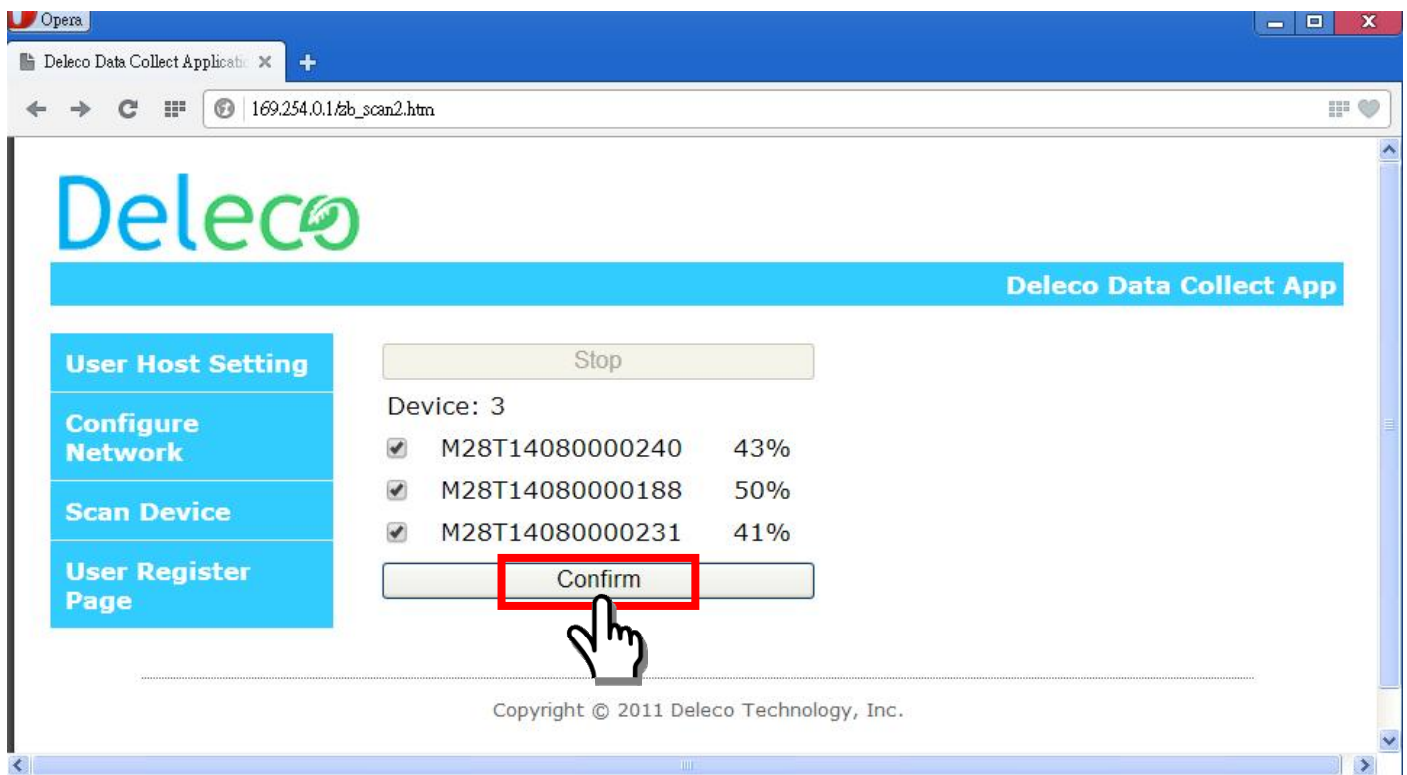 Opera
Deleco Data Collect Applicati
169.254.0.1/zb_scan2.htm
Deleco
Deleco Data Collect App
User Host Setting
Configure
Network
Scan Device
User Register
Page
Stop
Device: 3
M28T14080000240 43%
M28T14080000188 50%
M28T14080000231 41%
Confirm
Copyright © 2011 Deleco Technology, Inc.